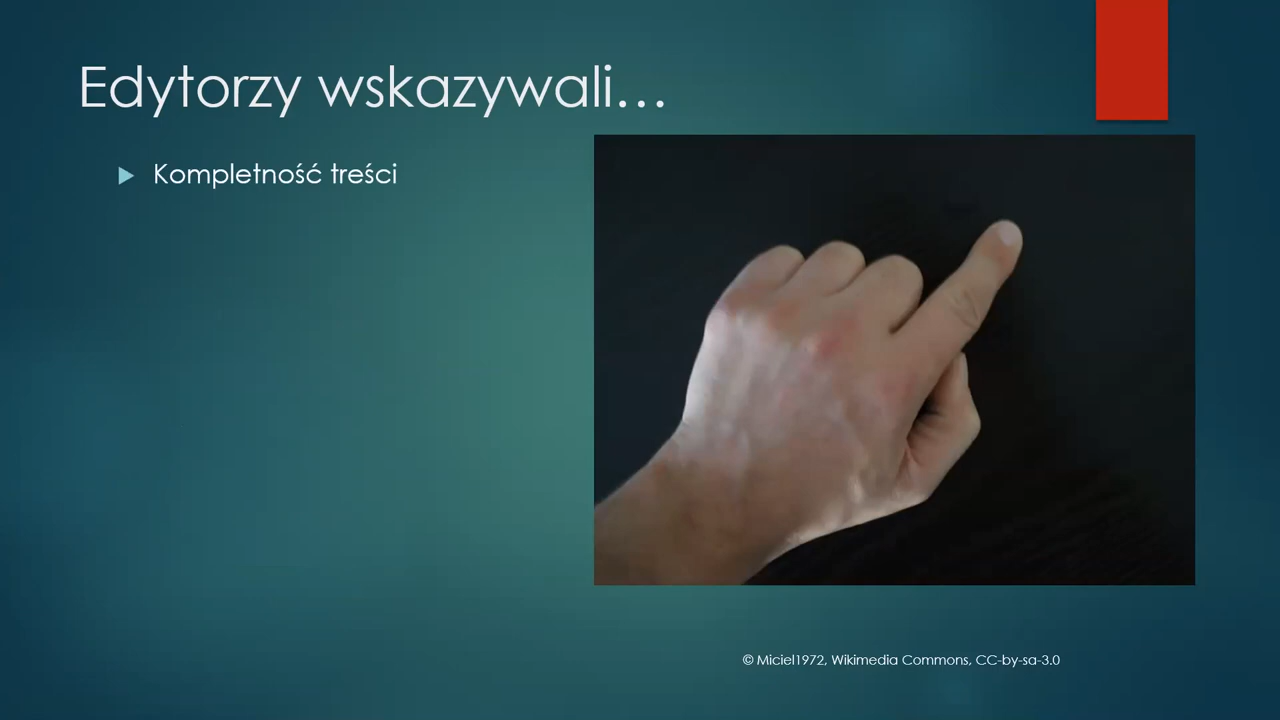 Edytorzy wskazywali…
Kompletność treści
© Miciel1972, Wikimedia Commons, CC-by-sa-3.0